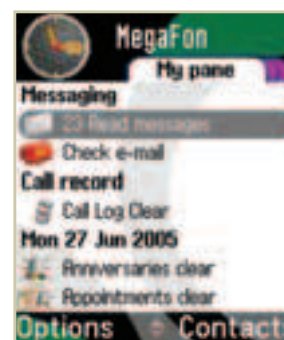 MegaFon
My pane
Messaging
23 Read messages
Check e-mail
Call record
Call Log Clear
Mon 27 Jun 2005
Anniversaries clear
Appointments clear
Options Contact